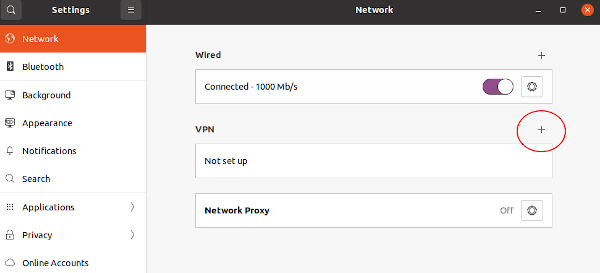 Settings
Network
Network
Bluetooth
Background
Appearance
Notifications
Search
Applications
Privacy
Online Accounts
Wired
Connected - 1000 Mb/s
VPN
Not set up
Network Proxy
Off